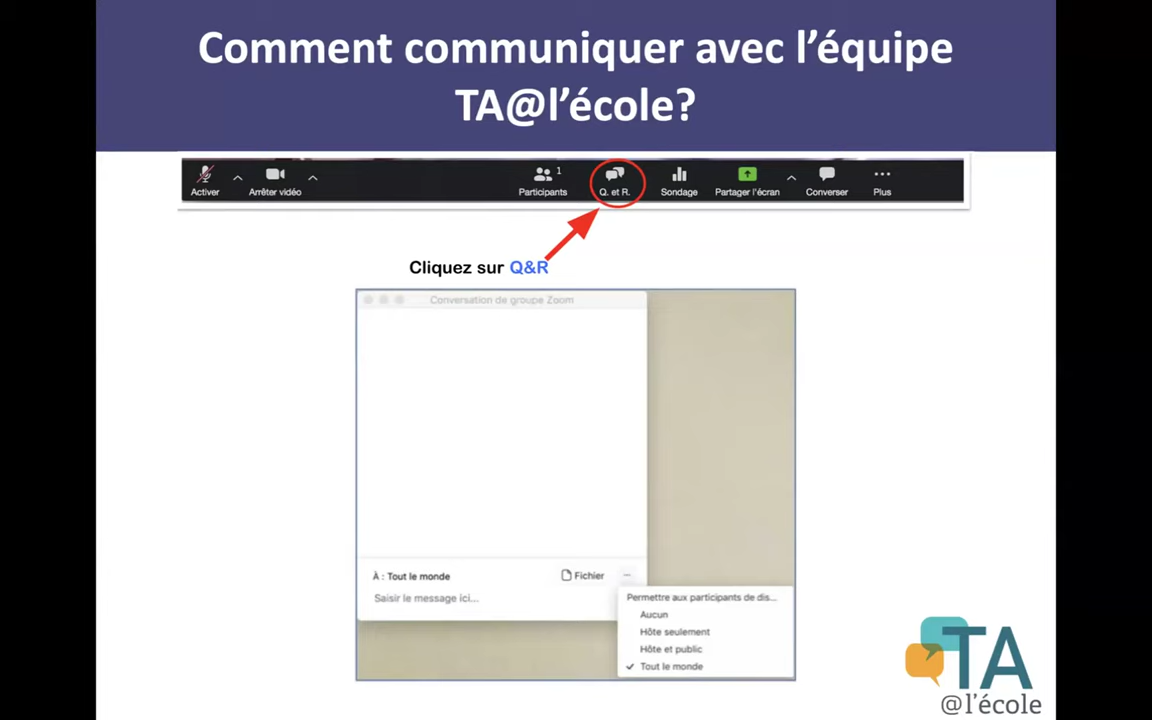 Comment communiquer avec l’équipe
TA@l’école?
1
Activer Arrêter vidéo Participants Q. et R. Sondage Partager l'écran Converser Plus
Cliquez sur Q&R
Conversation de groupe Zoom
À : Tout le monde Fichier
Saisir le message ici...
Permettre aux participants de dis...
Aucun
Hôte seulement
Hôte et public
Tout le monde
TA
@l’école